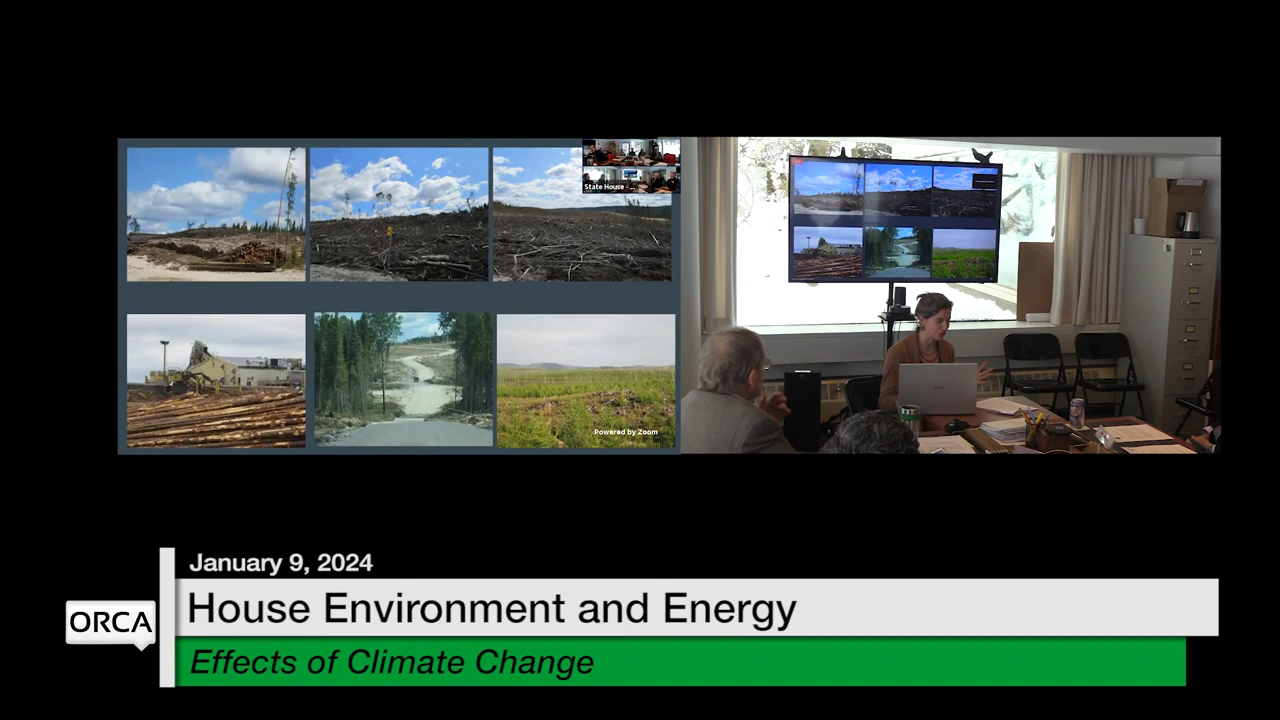 State House - ...
Powered by Zoom
January 9, 2024
House Environment and Energy
ORCA
Effects of Climate Change